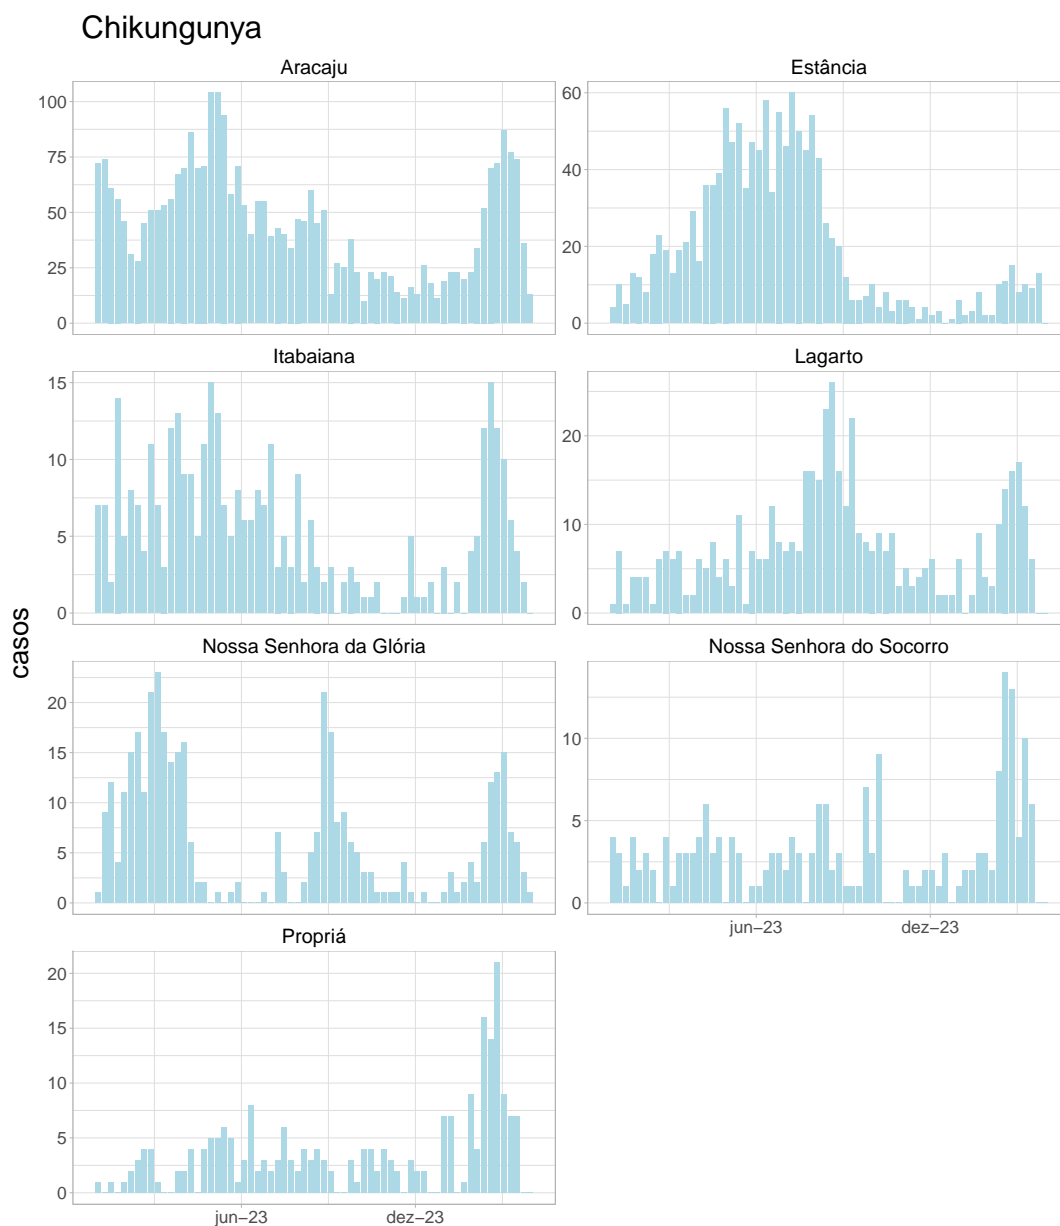 Chikungunya
Aracaju
Estância
100
75
50
25
0
60
40
20
0
Itabaiana
Lagarto
15
10
5
0
20
10
0
casos
Nossa Senhora da Glória
Nossa Senhora do Socorro
20
15
10
5
0
10
5
0
jun–23
dez–23
Propriá
20
15
10
5
0
jun–23
dez–23